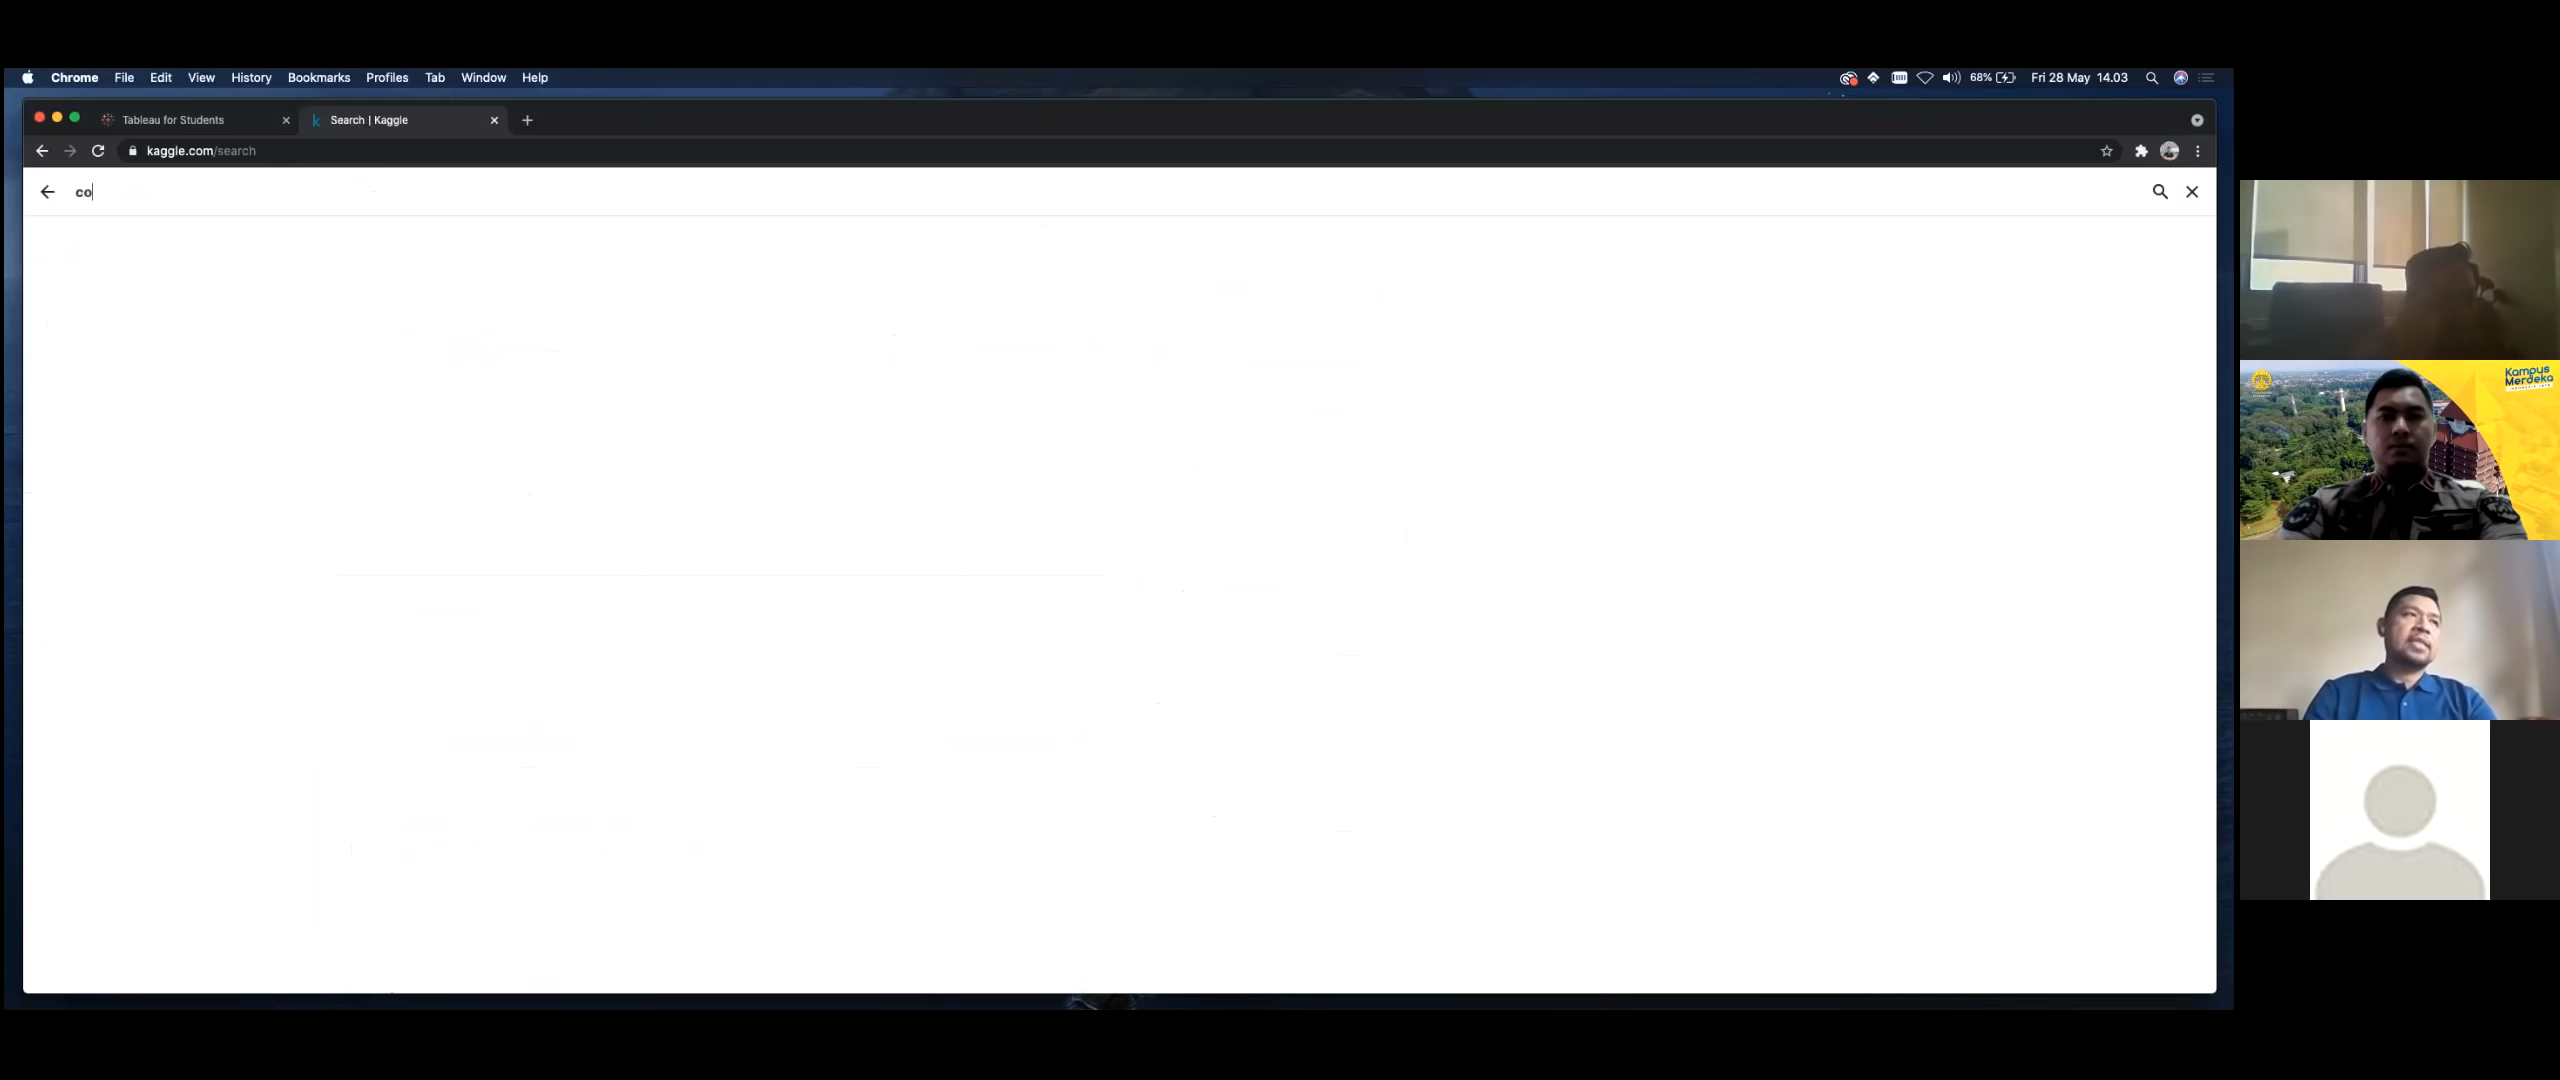 Chrome File Edit View History Bookmarks Profiles Tab Window Help
68% Fri 28 May 14.03
Tableau for Students
Search | Kaggle
kaggle.com/search
co
Kampus
Merdeka